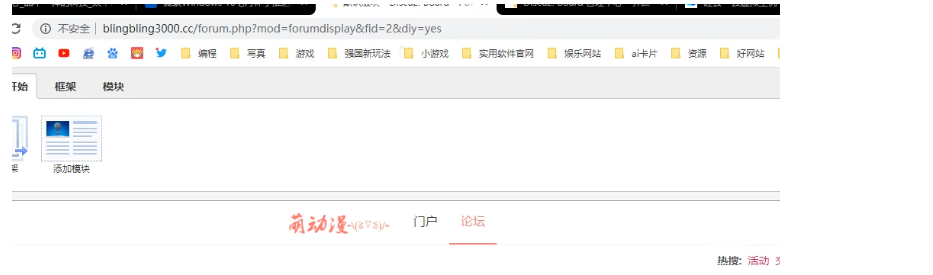 不安全 | blingbling3000.cc/forum.php?mod=forumdisplay&fid=2&diy=yes
编程 写真 游戏 强国新玩法 小游戏 实用软件官网 娱乐网站 ai卡片 资源 好网站
开始 框架 模块
架 添加模块
萌动漫~\(≧▽≦)/~ 门户 论坛
热搜: 活动